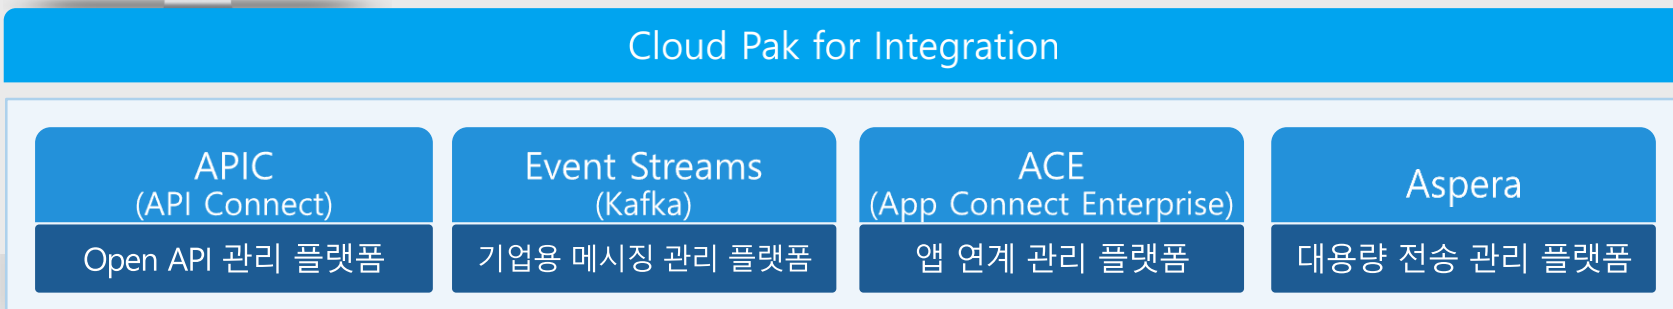 Cloud Pak for Integration
APIC
(API Connect)
Open API 관리 플랫폼
Event Streams
(Kafka)
기업용 메시징 관리 플랫폼
ACE
(App Connect Enterprise)
앱 연계 관리 플랫폼
Aspera
대용량 전송 관리 플랫폼